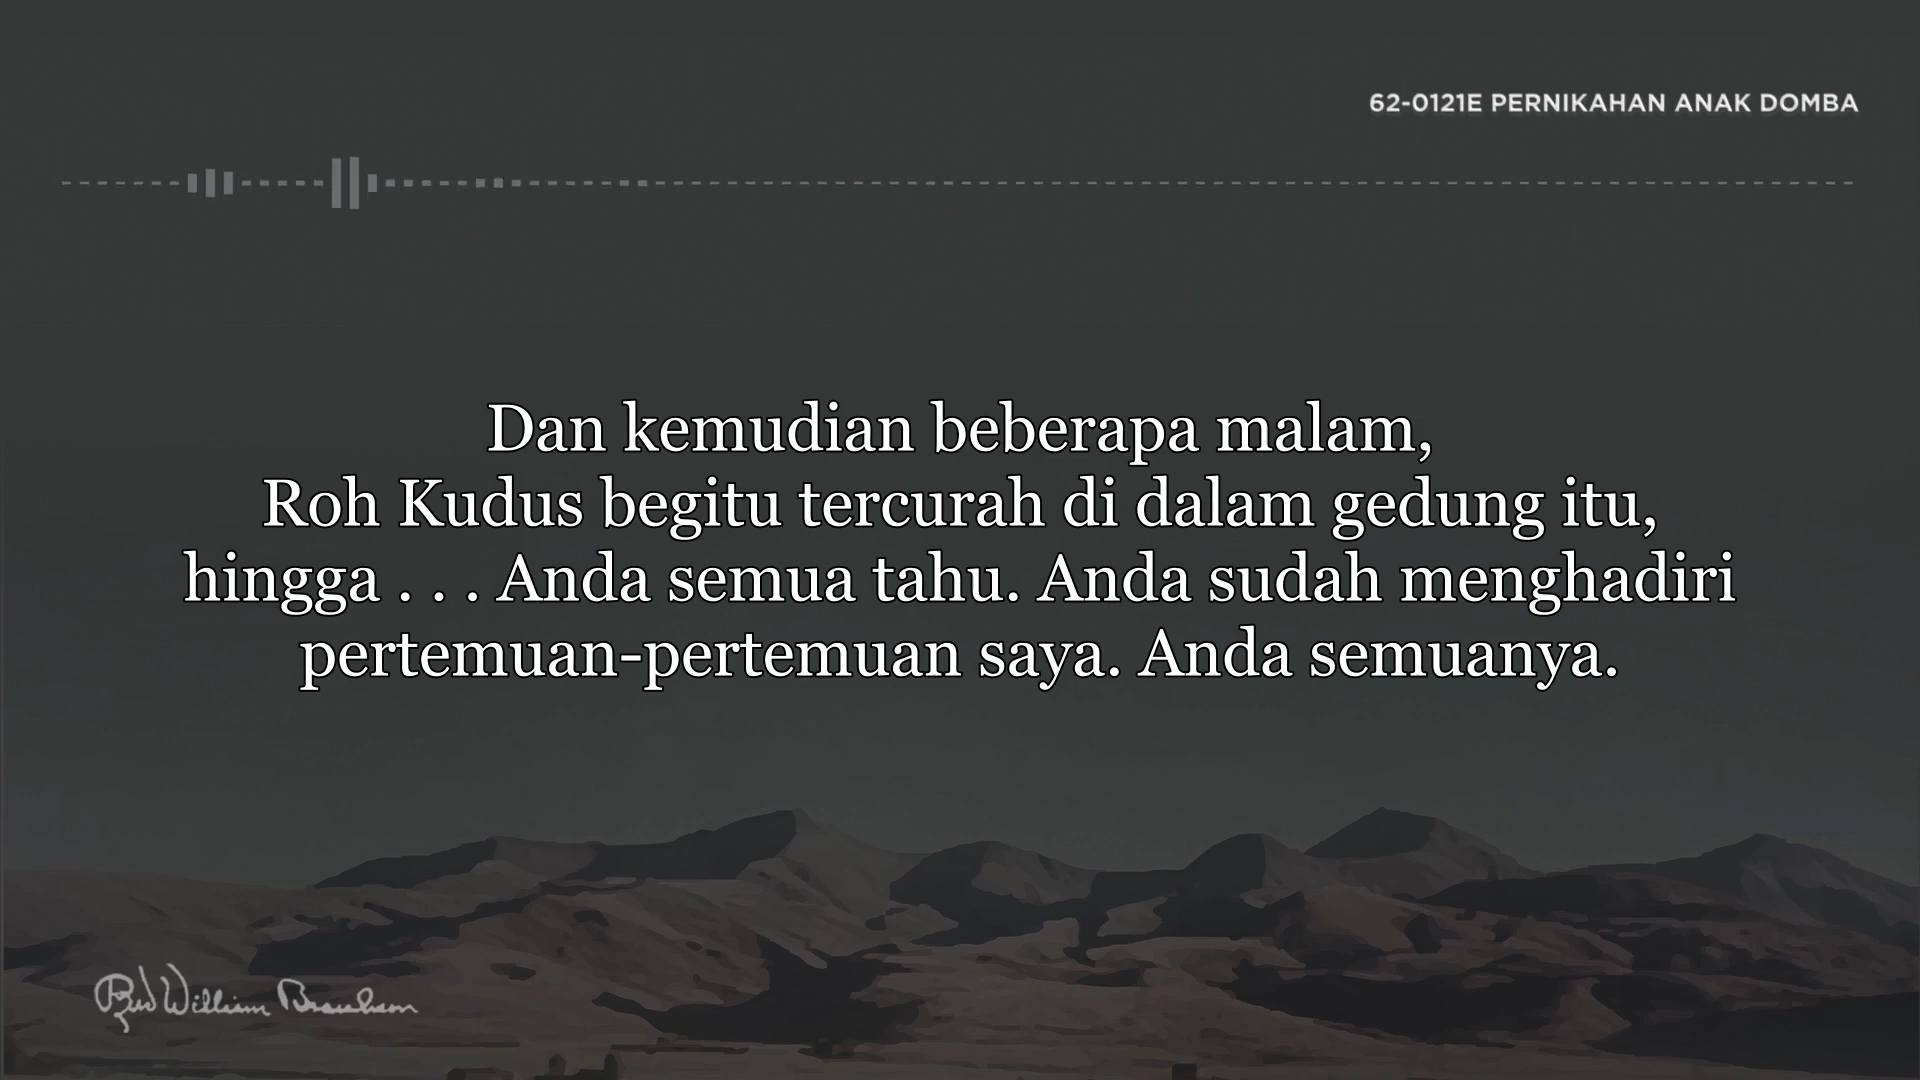 62-0121E PERNIKAHAN ANAK DOMBA
Dan kemudian beberapa malam,
Roh Kudus begitu tercurah di dalam gedung itu,
hingga . . . Anda semua tahu. Anda sudah menghadiri
pertemuan-pertemuan saya. Anda semuanya.
Rev William Branham